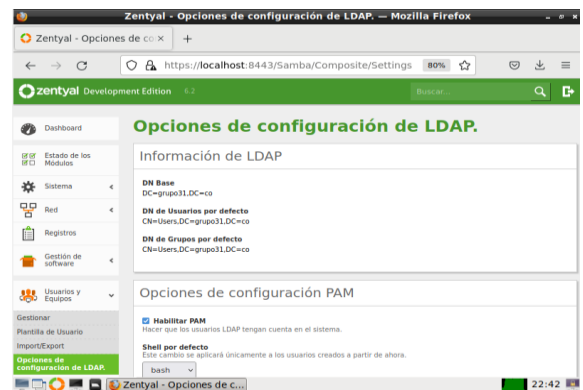 Zentyal - Opciones de configuración de LDAP. — Mozilla Firefox
Zentyal - Opciones de co
https://localhost:8443/Samba/Composite/Settings 80%
zentyal Development Edition 6.2 Buscar...
Dashboard
Estado de los
Módulos
Sistema
Red
Registros
Gestión de
software
Usuarios y
Equipos
Gestionar
Plantilla de Usuario
Import/Export
Opciones de
configuración de LDAP.
Opciones de configuración de LDAP.
Información de LDAP
DN Base
DC=grupo31,DC=co
DN de Usuarios por defecto
CN=Users,DC=grupo31,DC=co
DN de Grupos por defecto
CN=Users,DC=grupo31,DC=co
Opciones de configuración PAM
Habilitar PAM
Hacer que los usuarios LDAP tengan cuenta en el sistema.
Shell por defecto
Este cambio se aplicará únicamente a los usuarios creados a partir de ahora.
bash
Zentyal - Opciones de c...
22:42